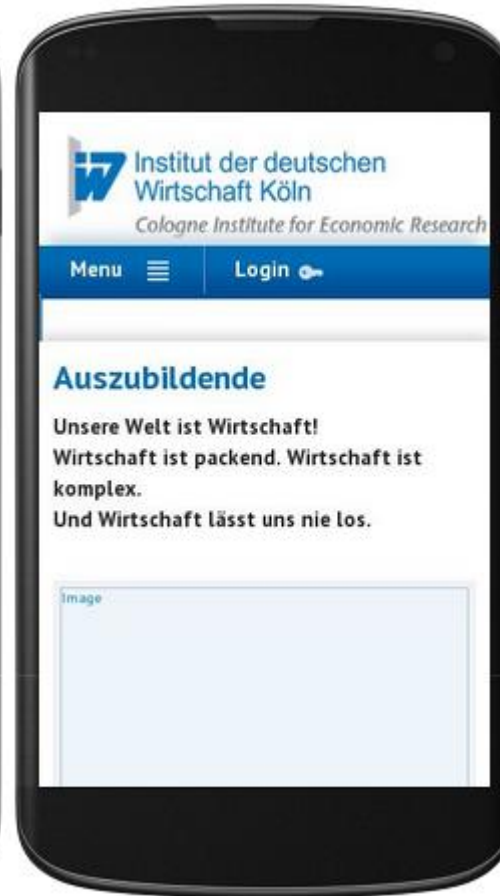 iw
Institut der deutschen
Wirtschaft Köln
Cologne Institute for Economic Research
Menu
Login
Auszubildende
Unsere Welt ist Wirtschaft!
Wirtschaft ist packend. Wirtschaft ist
komplex.
Und Wirtschaft lässt uns nie los.
Image